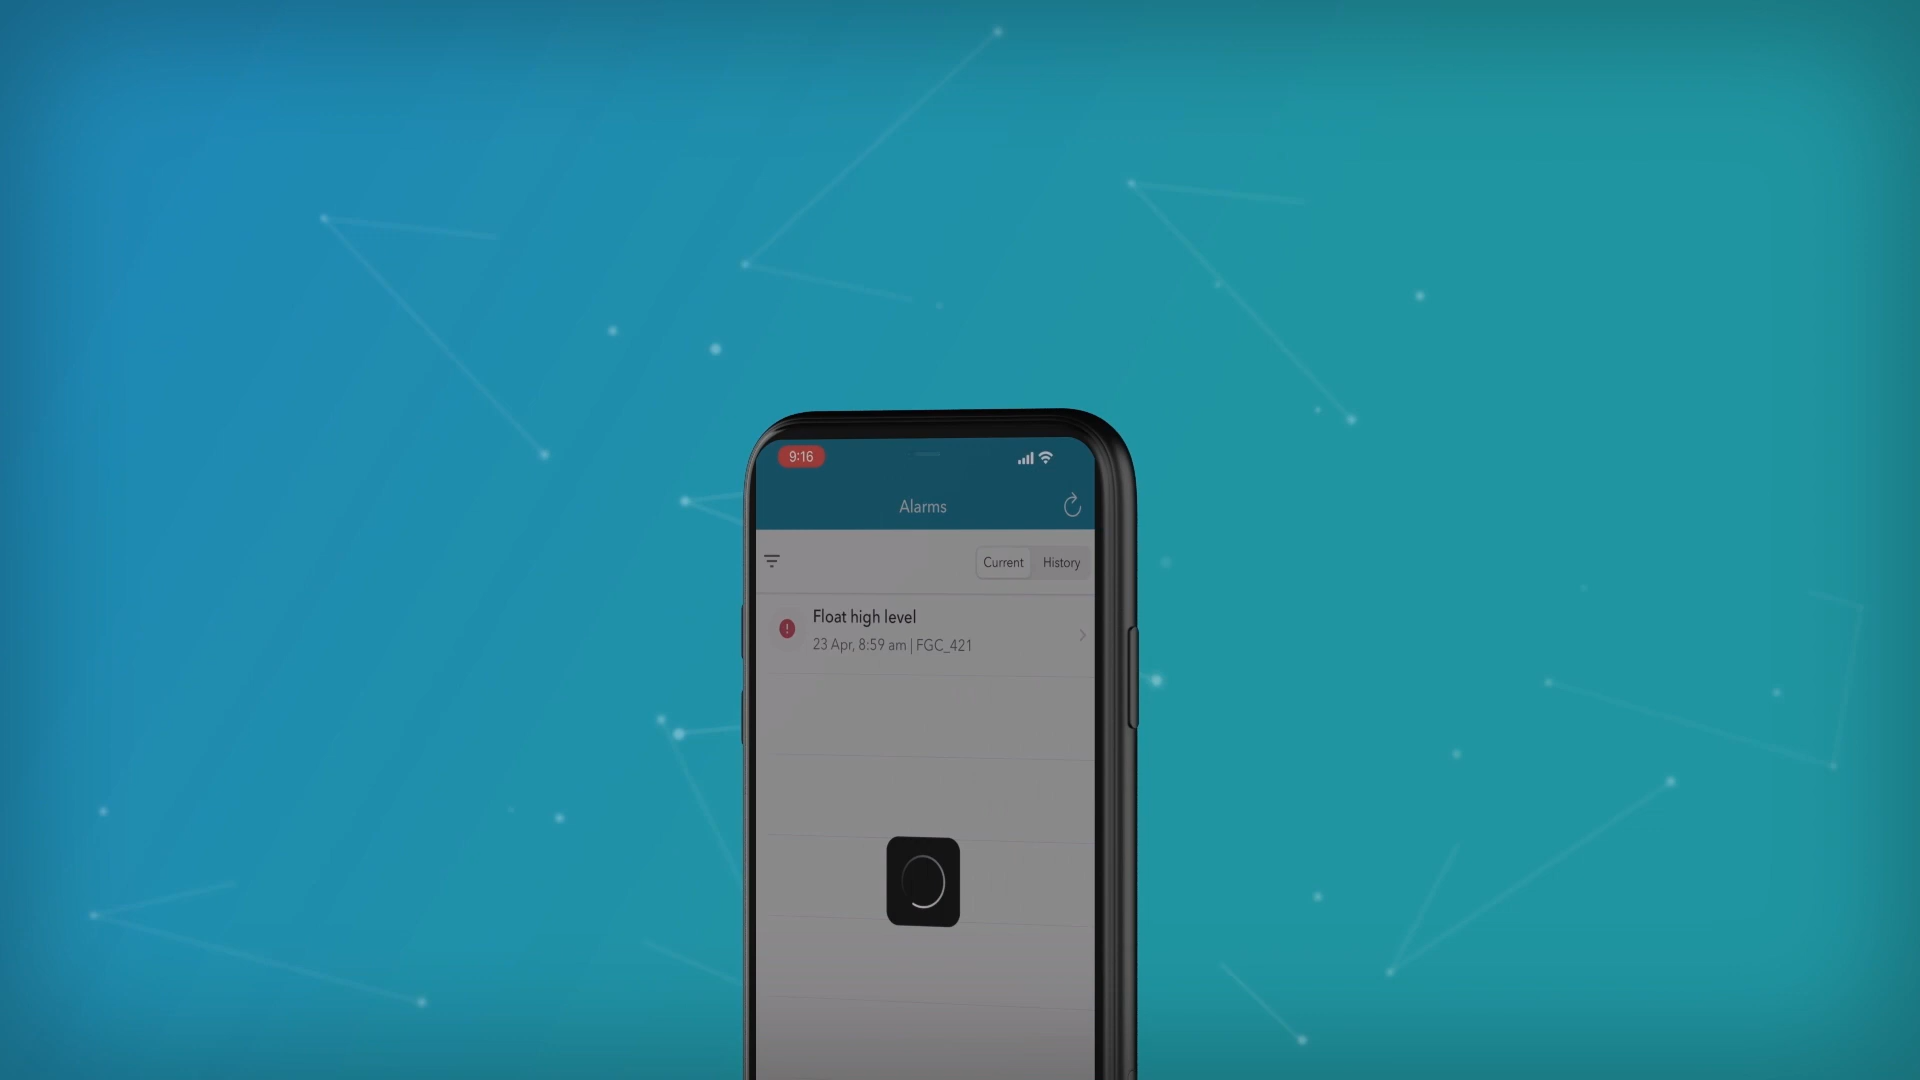 9:16
Alarms
Current History
Float high level
23 Apr, 8:59 am | FGC_421